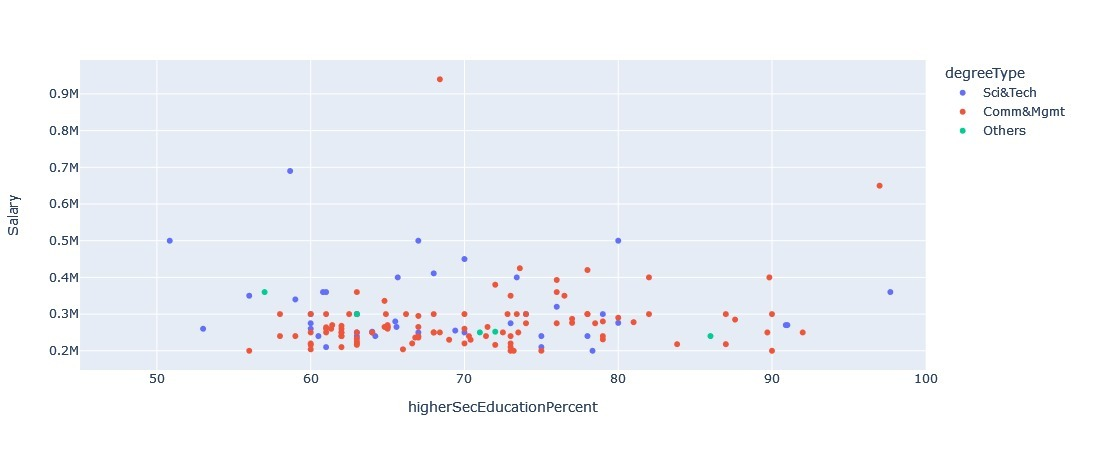 degreeType
Sci&Tech
Comm&Mgmt
Others
0.9M
0.8M
0.7M
0.6M
0.5M
0.4M
0.3M
0.2M
Salary
50 60 70 80 90 100
higherSecEducationPercent